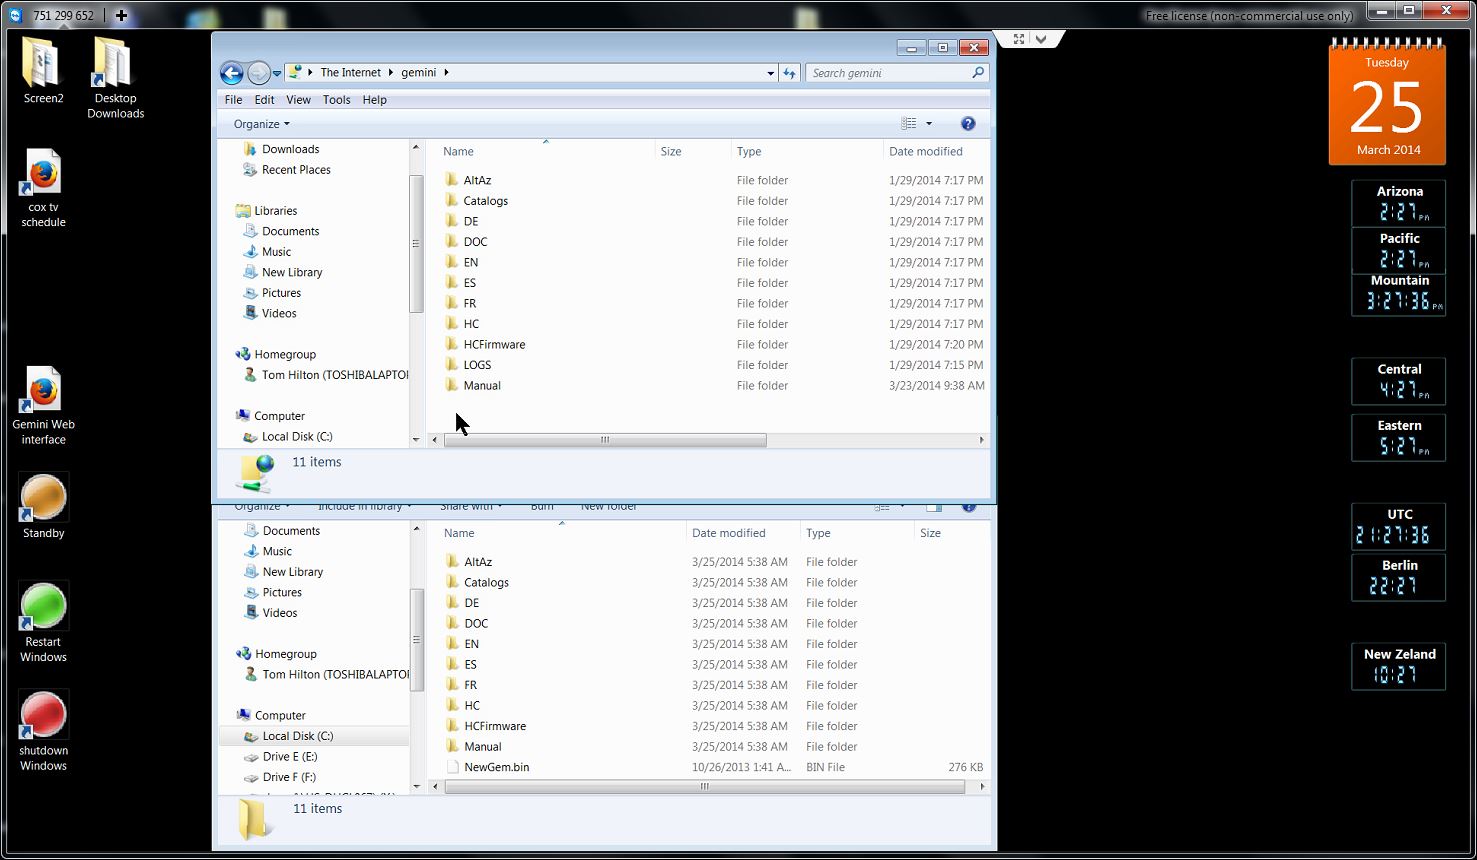 751 299 652
Free license (non-commercial use only)
Screen2
Desktop
Downloads
cox tv
schedule
Gemini Web
interface
Standby
Restart
Windows
shutdown
Windows
The Internet gemini
Search gemini
File Edit View Tools Help
Organize
Downloads
Recent Places
Libraries
Documents
Music
New Library
Pictures
Videos
Homegroup
Tom Hilton (TOSHIBALAPTO
Computer
Local Disk (C:)
Name Size Type Date modified
AltAz File folder 1/29/2014 7:17 PM
Catalogs File folder 1/29/2014 7:17 PM
DE File folder 1/29/2014 7:17 PM
DOC File folder 1/29/2014 7:17 PM
EN File folder 1/29/2014 7:17 PM
ES File folder 1/29/2014 7:17 PM
FR File folder 1/29/2014 7:17 PM
HC File folder 1/29/2014 7:17 PM
HCFirmware File folder 1/29/2014 7:20 PM
LOGS File folder 1/29/2014 7:15 PM
Manual File folder 3/23/2014 9:38 AM
11 items
Organize Include in library Share with Burn New folder
Documents
Music
New Library
Pictures
Videos
Homegroup
Tom Hilton (TOSHIBALAPTO
Computer
Local Disk (C:)
Drive E (E:)
Drive F (F:)
Name Date modified Type Size
AltAz 3/25/2014 5:38 AM File folder
Catalogs 3/25/2014 5:38 AM File folder
DE 3/25/2014 5:38 AM File folder
DOC 3/25/2014 5:38 AM File folder
EN 3/25/2014 5:38 AM File folder
ES 3/25/2014 5:38 AM File folder
FR 3/25/2014 5:38 AM File folder
HC 3/25/2014 5:38 AM File folder
HCFirmware 3/25/2014 5:38 AM File folder
Manual 3/25/2014 5:38 AM File folder
NewGem.bin 10/26/2013 1:41 A... BIN File 276 KB
11 items
Tuesday
25
March 2014
Arizona
2:27 PM
Pacific
2:27 PM
Mountain
3:27:36 PM
Central
4:27 PM
Eastern
5:27 PM
UTC
21:27:36
Berlin
22:27
New Zeland
10:27